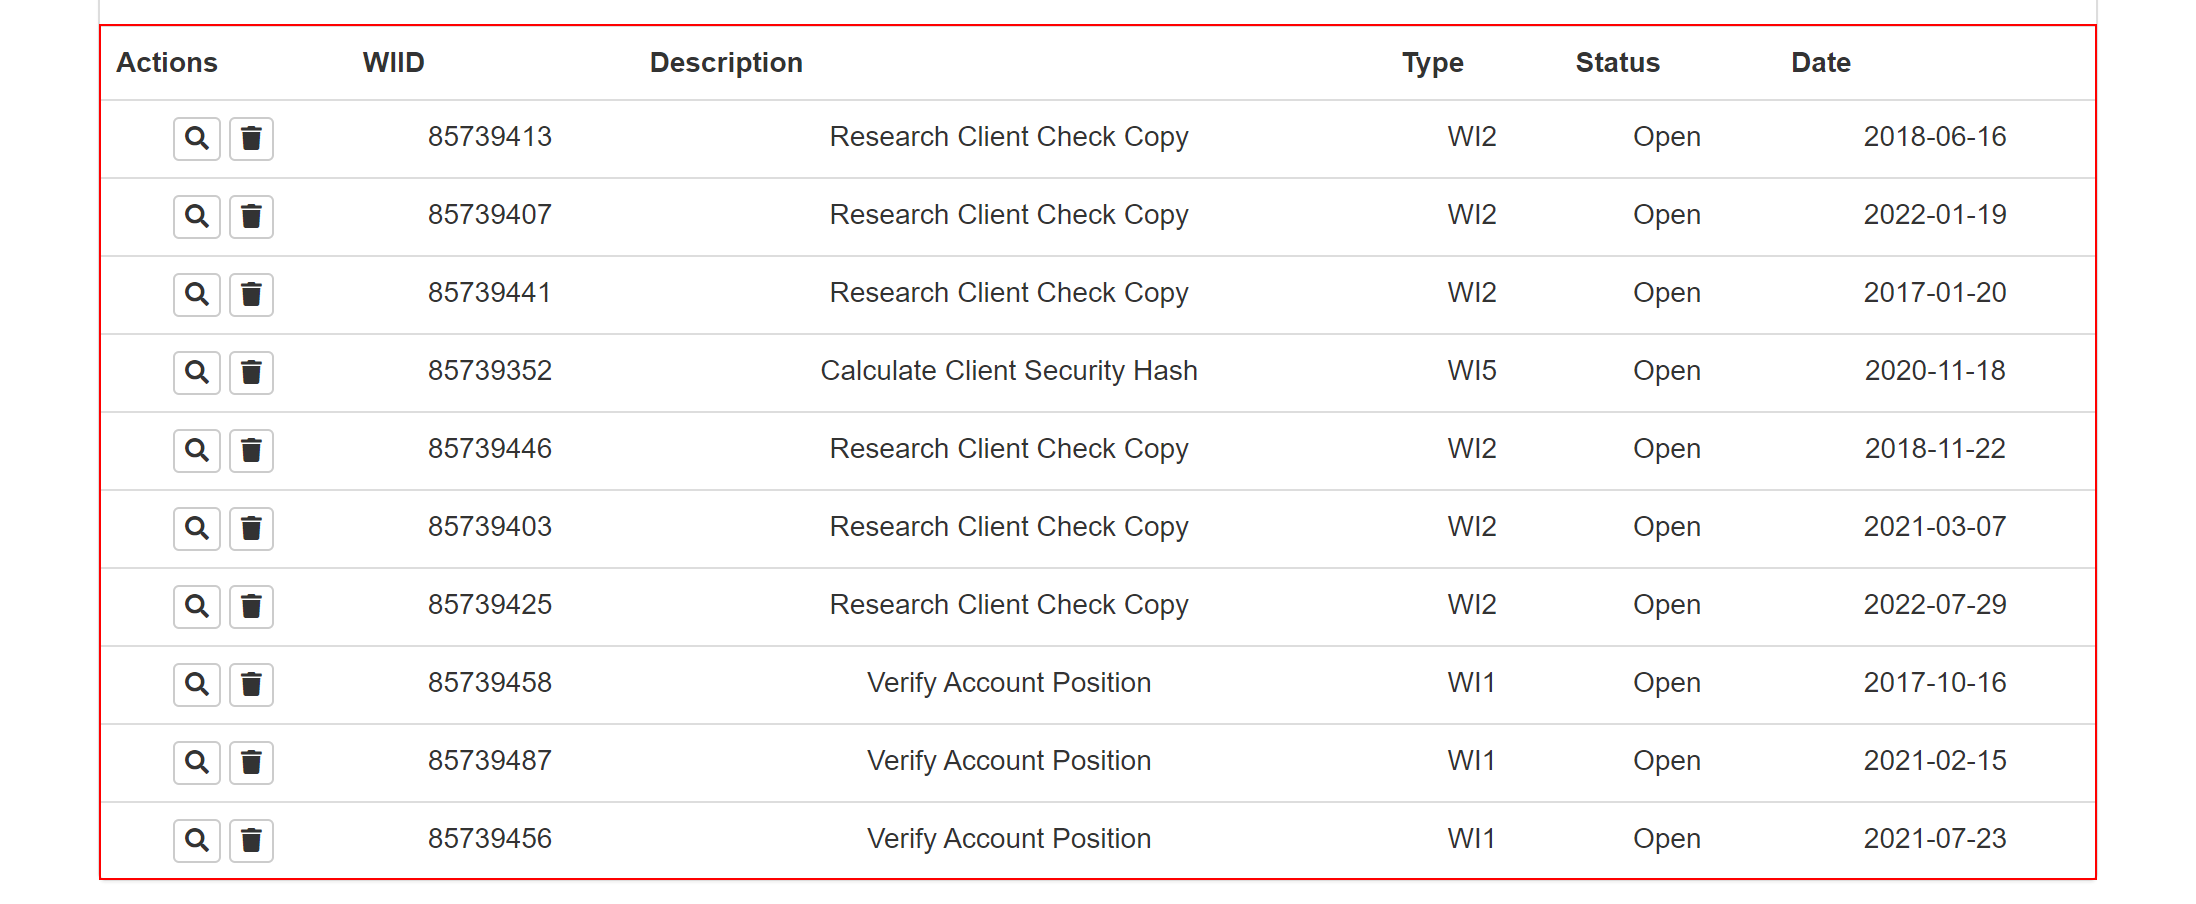 Actions WIID Description Type Status Date
85739413 Research Client Check Copy WI2 Open 2018-06-16
85739407 Research Client Check Copy WI2 Open 2022-01-19
85739441 Research Client Check Copy WI2 Open 2017-01-20
85739352 Calculate Client Security Hash WI5 Open 2020-11-18
85739446 Research Client Check Copy WI2 Open 2018-11-22
85739403 Research Client Check Copy WI2 Open 2021-03-07
85739425 Research Client Check Copy WI2 Open 2022-07-29
85739458 Verify Account Position WI1 Open 2017-10-16
85739487 Verify Account Position WI1 Open 2021-02-15
85739456 Verify Account Position WI1 Open 2021-07-23